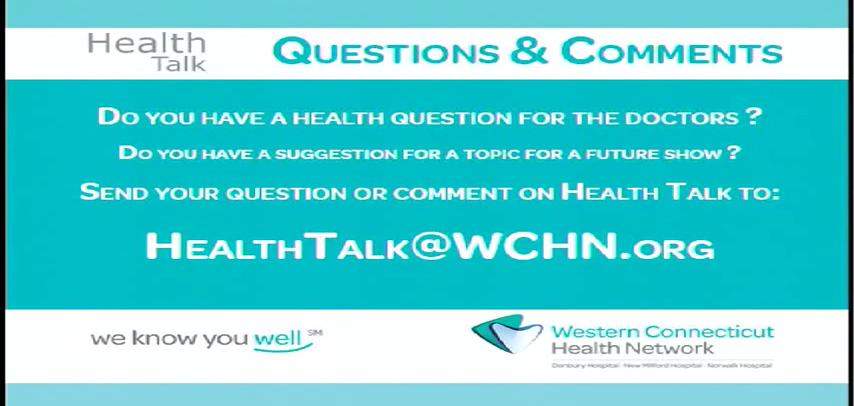 Health
Talk
QUESTIONS & COMMENTS
DO YOU HAVE A HEALTH QUESTION FOR THE DOCTORS ?
DO YOU HAVE A SUGGESTION FOR A TOPIC FOR A FUTURE SHOW ?
SEND YOUR QUESTION OR COMMENT ON HEALTH TALK TO:
HEALTHTALK@WCHN.ORG
we know you well SM
Western Connecticut
Health Network
Danbury Hospital · New Milford Hospital · Norwalk Hospital